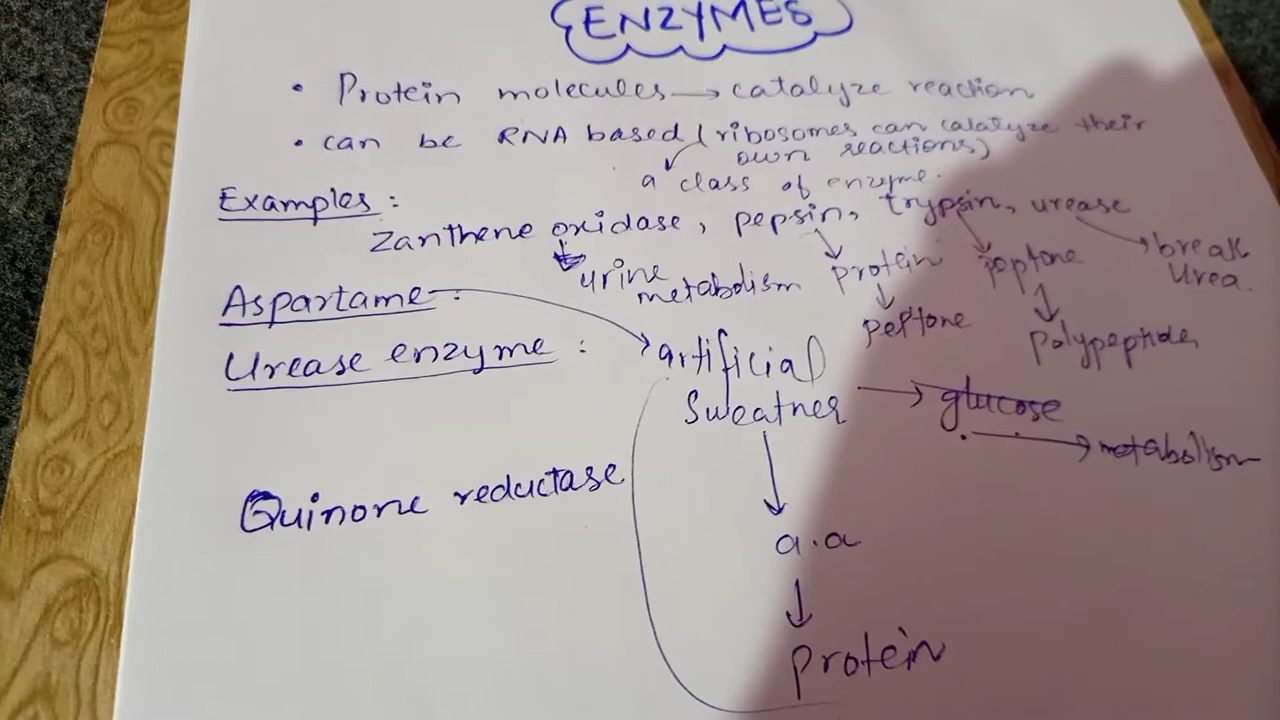 ENZYMES
• Protein molecules → catalyze reaction
• can be RNA based (ribosomes can catalyze their
own reactions)
a class of enzyme.
Examples :
Zanthene oxidase, pepsin, trypsin, urease
urine
metabolism
Protein
↓
peptone
peptone
↓
polypeptide
break
Urea.
Aspartame :
Urease enzyme :
artificial
Sweatner
→ glucose
→ metabolism
↓
a.a
↓
protein
Quinone reductase